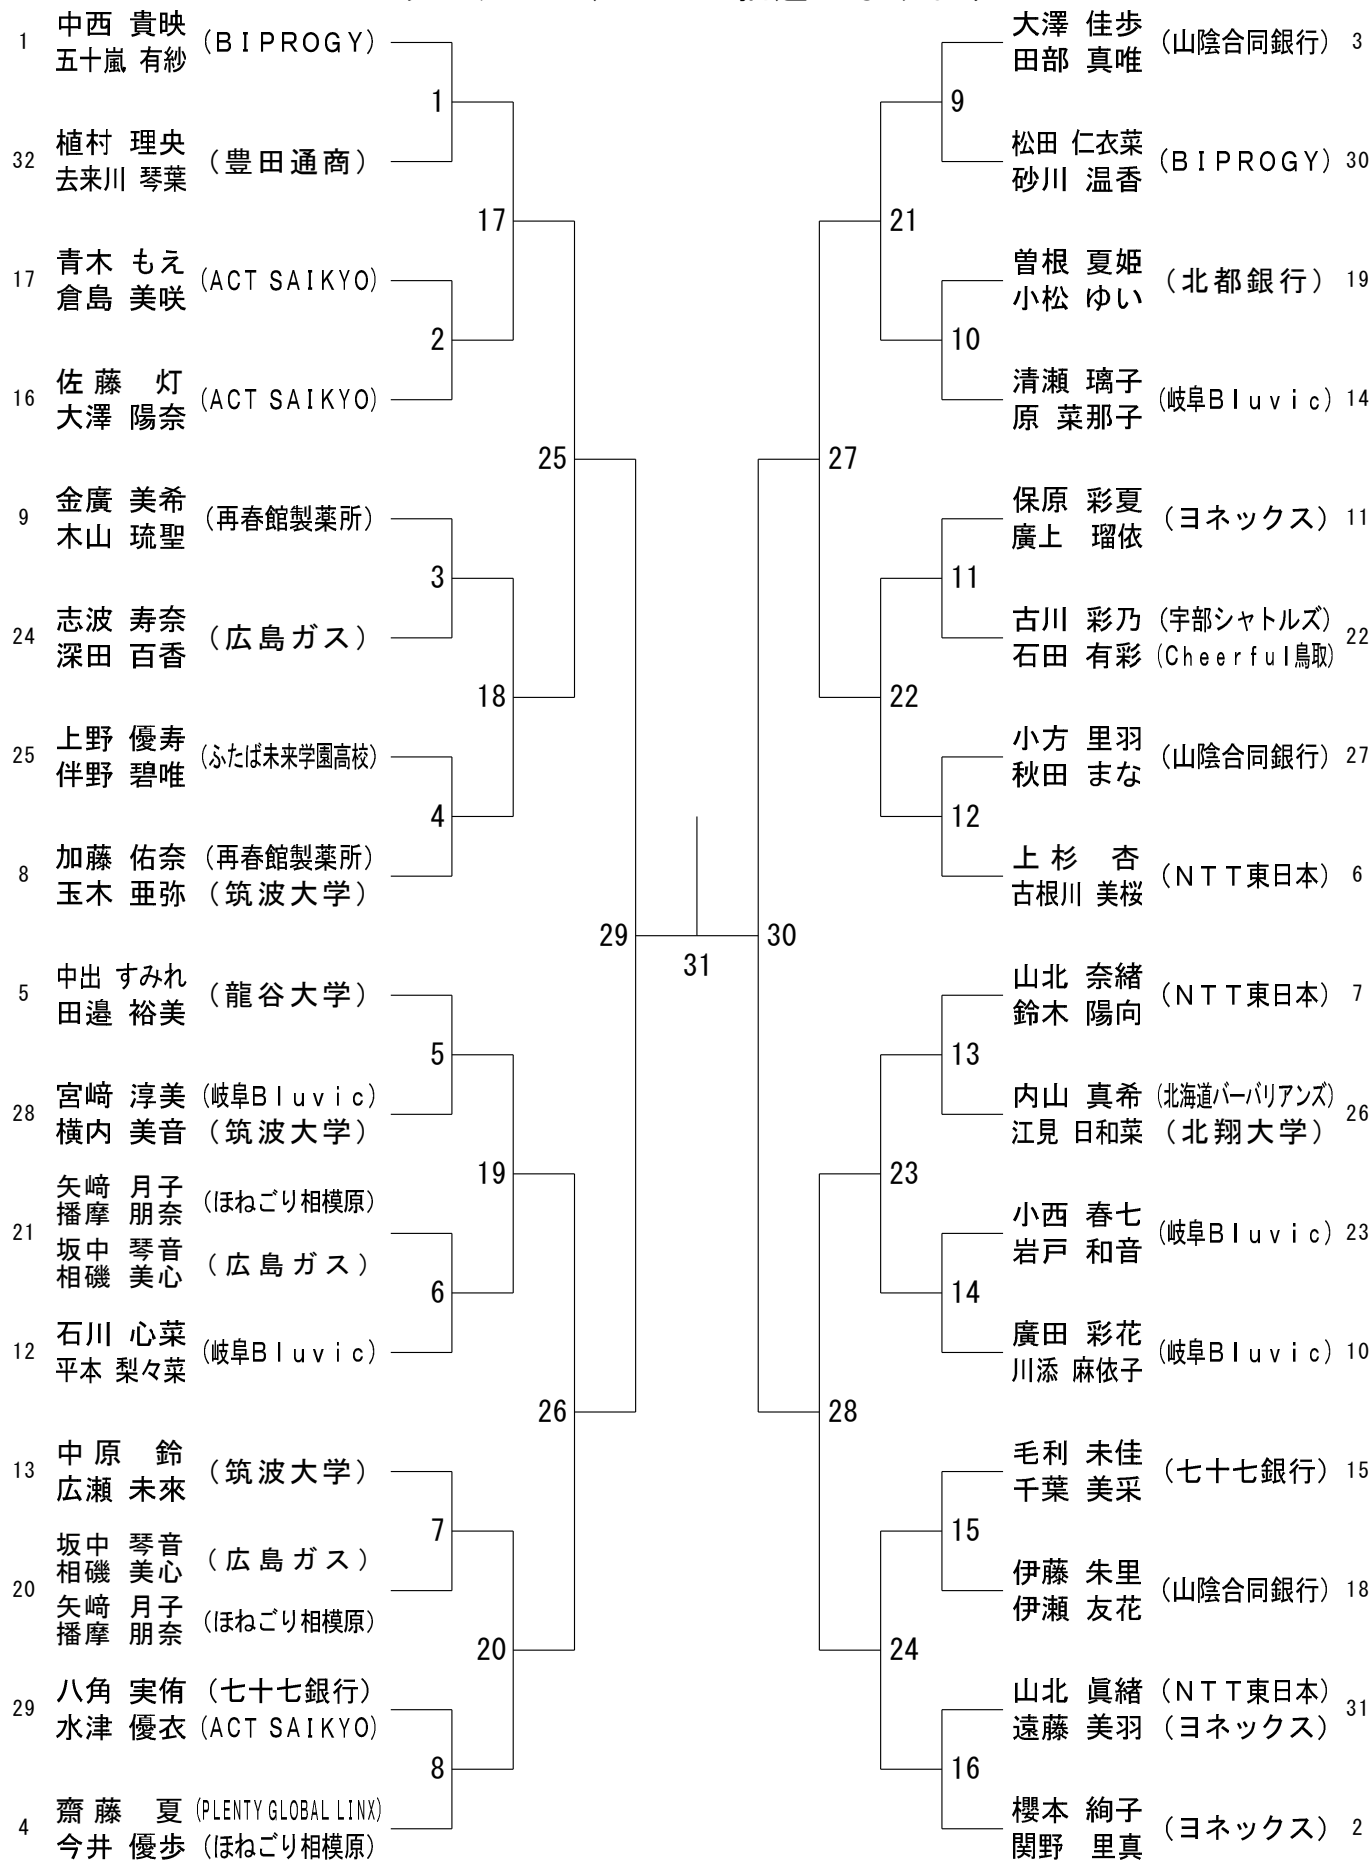 1 中西 貴映 (BIPROGY)
五十嵐 有紗
32 植村 理央 (豊田通商)
去来川 琴葉
17 青木 もえ (ACT SAIKYO)
倉島 美咲
16 佐藤 灯 (ACT SAIKYO)
大澤 陽奈
9 金廣 美希 (再春館製薬所)
木山 琉聖
24 志波 寿奈 (広島ガス)
深田 百香
25 上野 優寿 (ふたば未来学園高校)
伴野 碧唯
8 加藤 佑奈 (再春館製薬所)
玉木 亜弥 (筑波大学)
5 中出 すみれ (龍谷大学)
田邉 裕美
28 宮﨑 淳美 (岐阜Bluvic)
横内 美音 (筑波大学)
21 矢﨑 月子 (ほねごり相模原)
播摩 朋奈
坂中 琴音 (広島ガス)
相磯 美心
12 石川 心菜 (岐阜Bluvic)
平本 梨々菜
13 中原 鈴 (筑波大学)
広瀬 未來
20 坂中 琴音 (広島ガス)
相磯 美心
矢﨑 月子 (ほねごり相模原)
播摩 朋奈
29 八角 実侑 (七十七銀行)
水津 優衣 (ACT SAIKYO)
4 齋藤 夏 (PLENTY GLOBAL LINX)
今井 優歩 (ほねごり相模原)
1
2
3
4
5
6
7
8
17
18
19
20
25
26
29
31
30
27
28
21
22
23
24
9
10
11
12
13
14
15
16
大澤 佳歩 (山陰合同銀行) 3
田部 真唯
松田 仁衣菜 (BIPROGY) 30
砂川 温香
曽根 夏姫 (北都銀行) 19
小松 ゆい
清瀬 璃子 (岐阜Bluvic) 14
原 菜那子
保原 彩夏 (ヨネックス) 11
廣上 瑠依
古川 彩乃 (宇部シャトルズ) 22
石田 有彩 (Cheerful鳥取)
小方 里羽 (山陰合同銀行) 27
秋田 まな
上杉 杏 (NTT東日本) 6
古根川 美桜
山北 奈緒 (NTT東日本) 7
鈴木 陽向
内山 真希 (北海道バーバリアンズ) 26
江見 日和菜 (北翔大学)
小西 春七 (岐阜Bluvic) 23
岩戸 和音
廣田 彩花 (岐阜Bluvic) 10
川添 麻依子
毛利 未佳 (七十七銀行) 15
千葉 美采
伊藤 朱里 (山陰合同銀行) 18
伊瀬 友花
山北 眞緒 (NTT東日本) 31
遠藤 美羽 (ヨネックス)
櫻本 絢子 (ヨネックス) 2
関野 里真